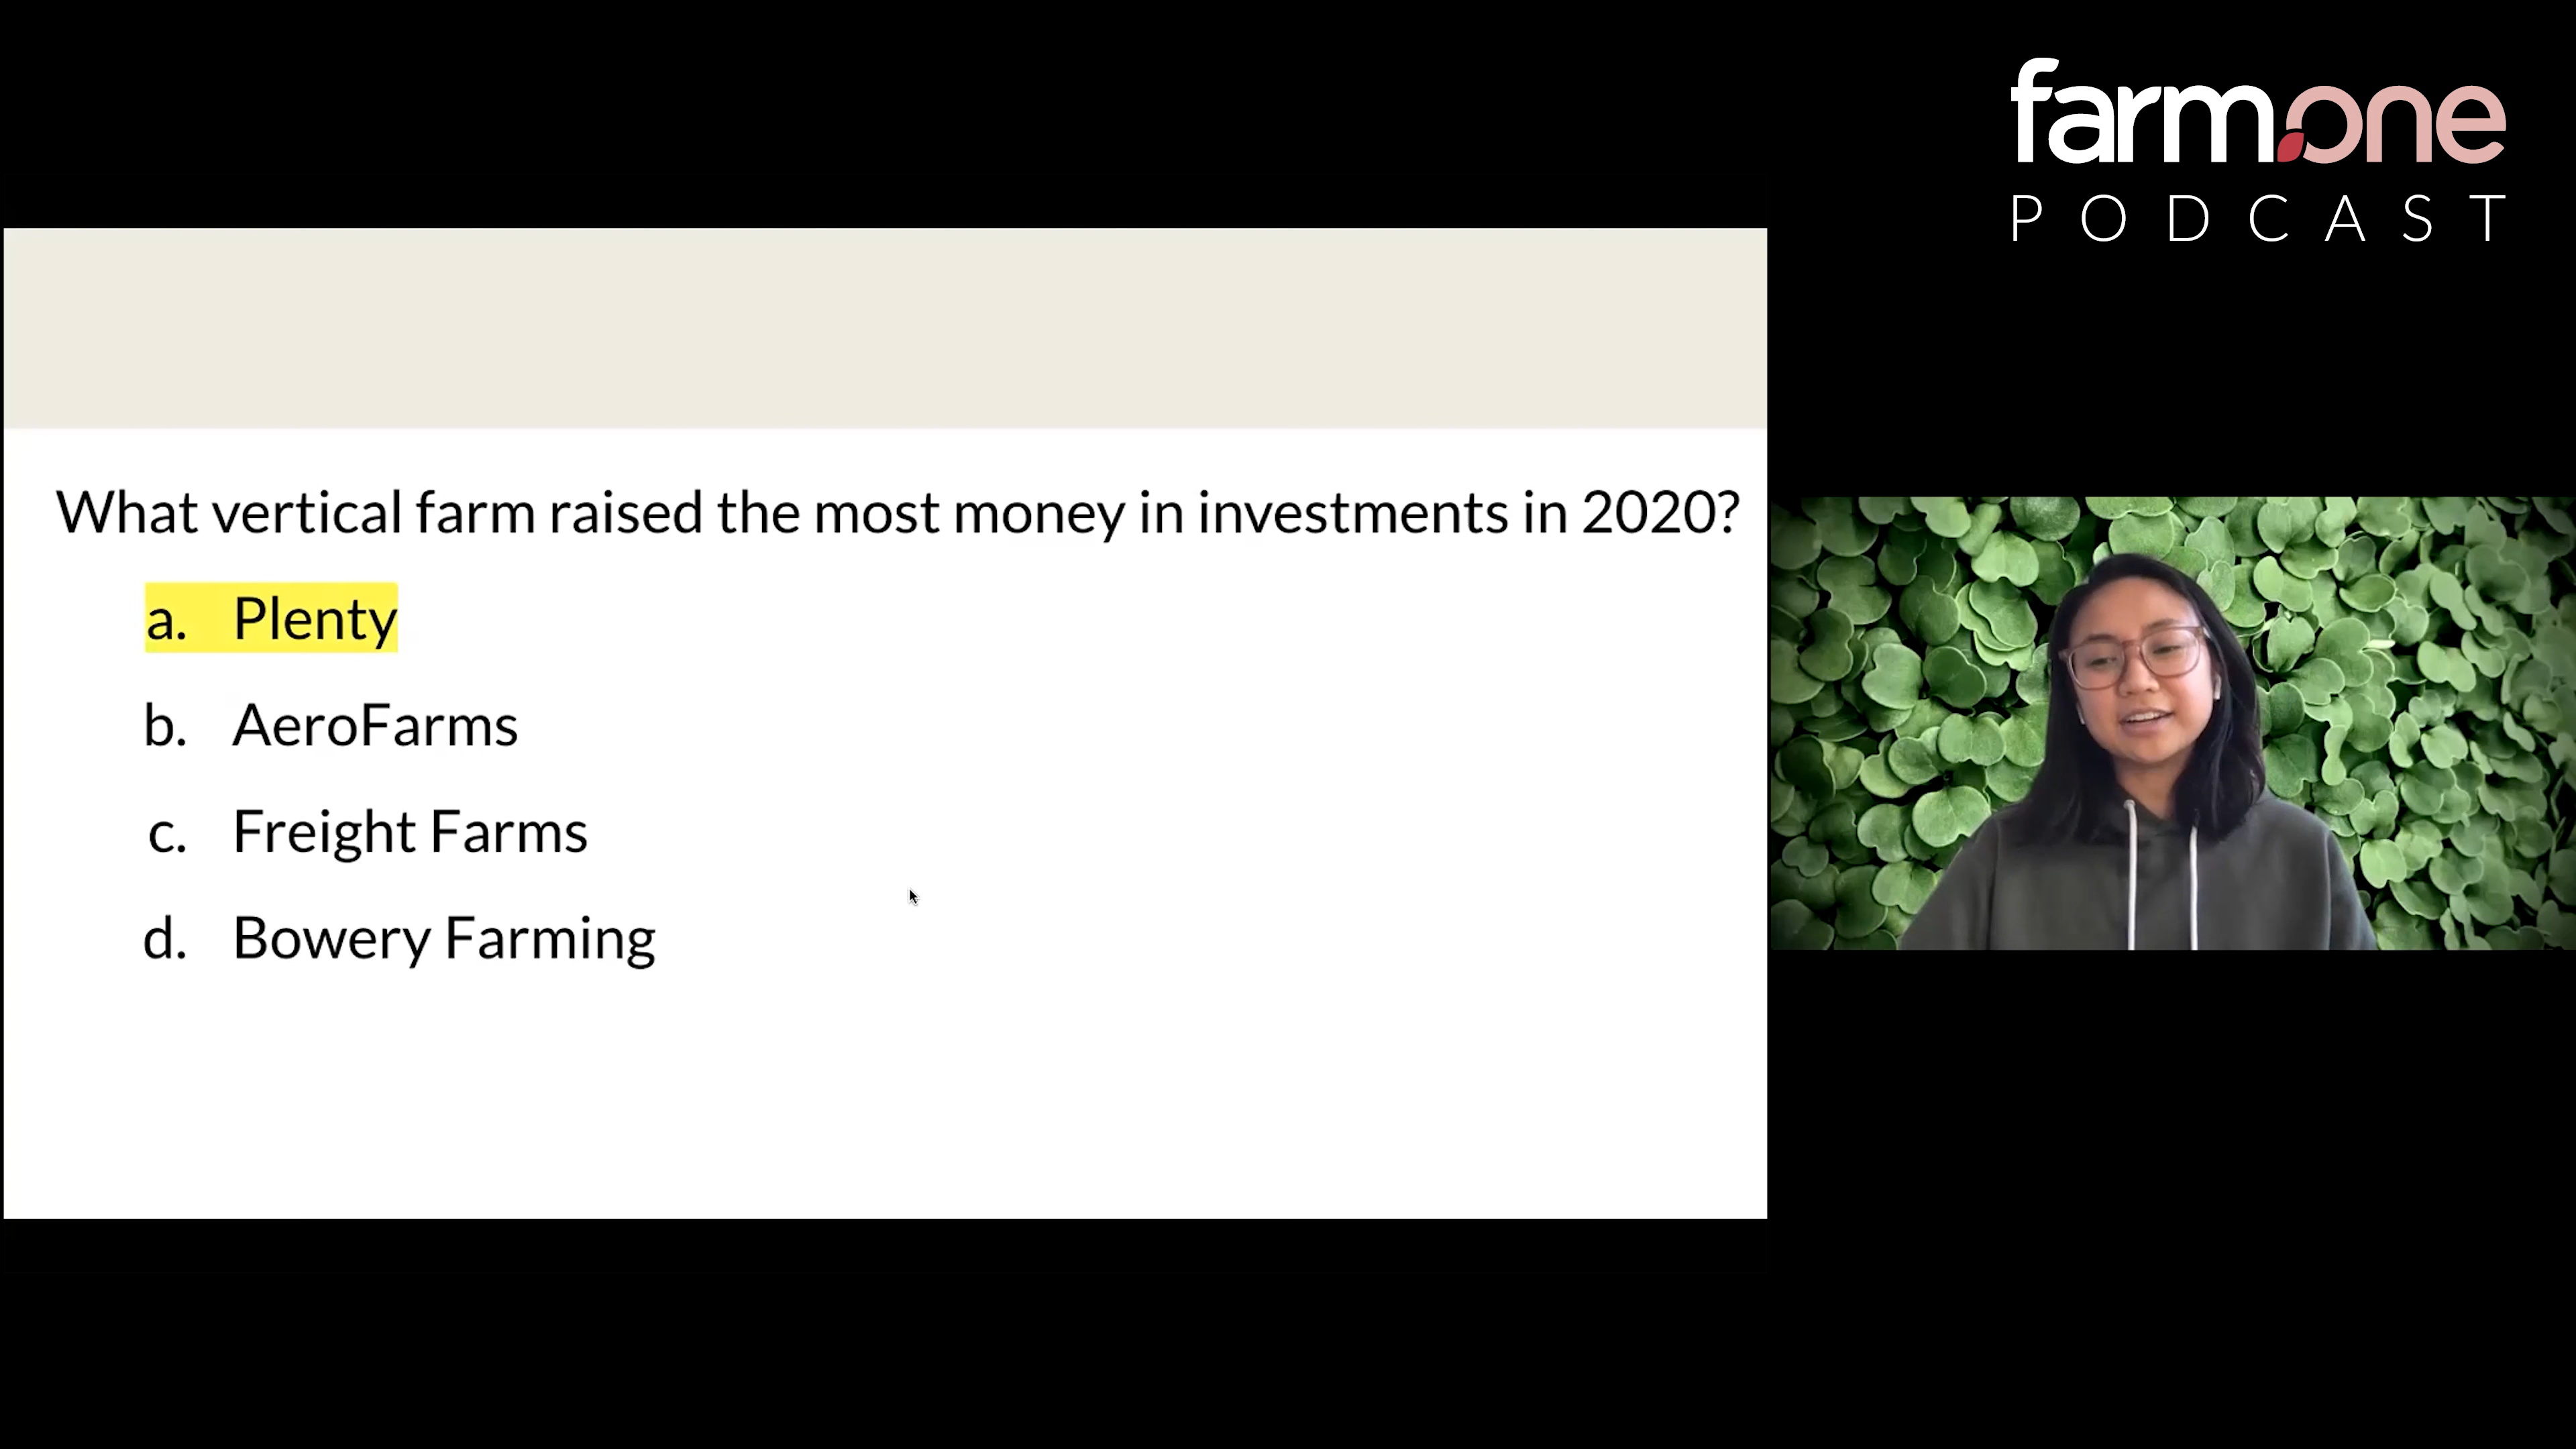 farm.one
PODCAST
What vertical farm raised the most money in investments in 2020?
a. Plenty
b. AeroFarms
c. Freight Farms
d. Bowery Farming